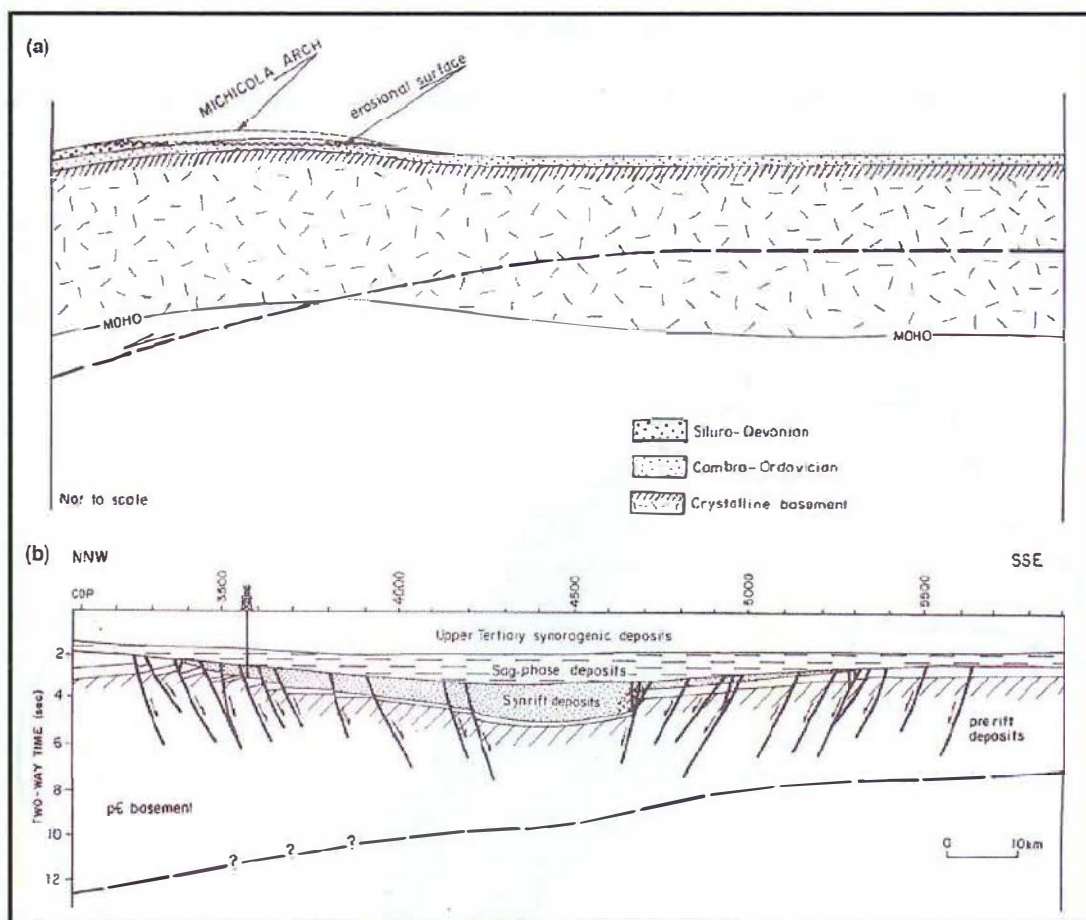 (a)
MICHICOLA ARCH
erosional surface
MOHO
MOHO
Siluro-Devonian
Cambro-Ordovician
Crystalline basement
Not to scale
(b) NNW
SSE
CDP
3500
4000
4500
5000
5500
Upper Tertiary synorogenic deposits
Sag-phase deposits
Synrift deposits
prerift
deposits
p€ basement
TWO-WAY TIME (sec)
2
4
6
8
10
12
? ? ?
0 10km